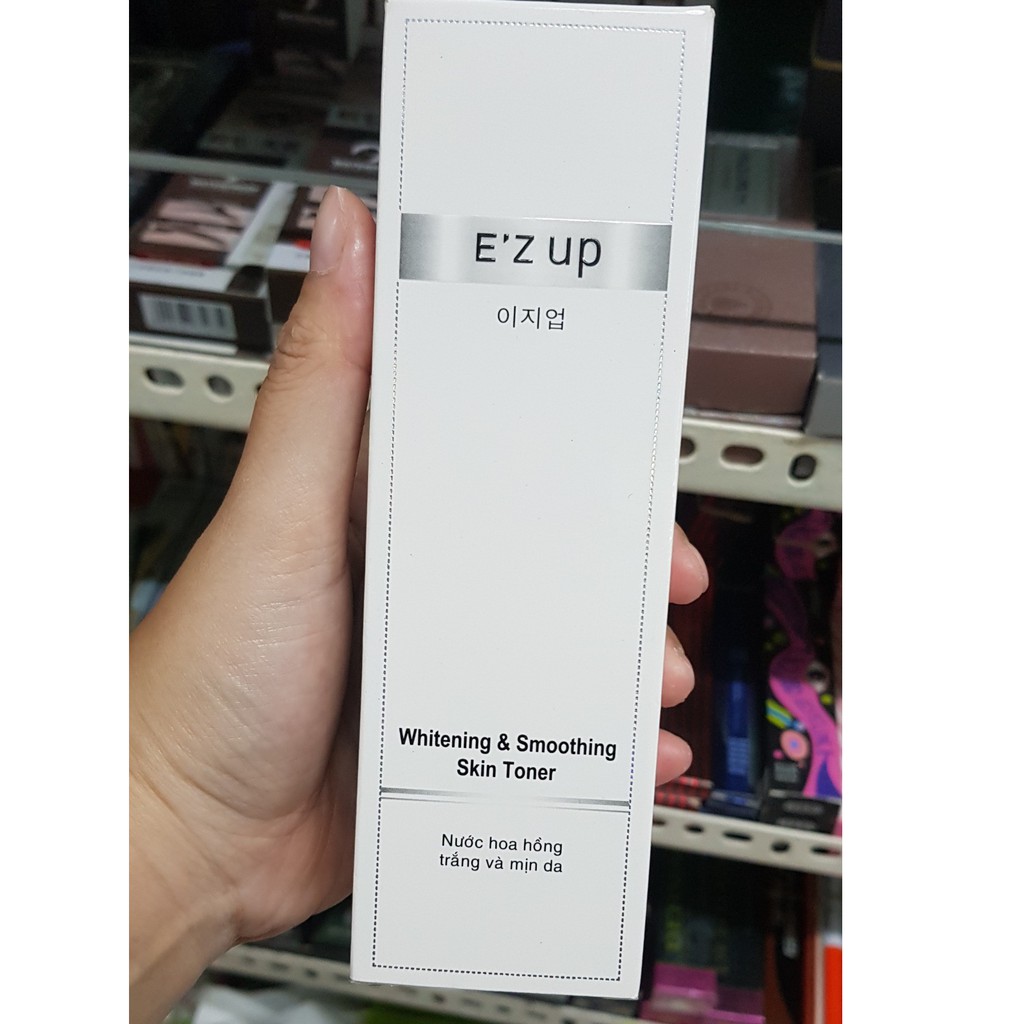 E'Z up
이지업
Whitening & Smoothing
Skin Toner
Nước hoa hồng
trắng và mịn da